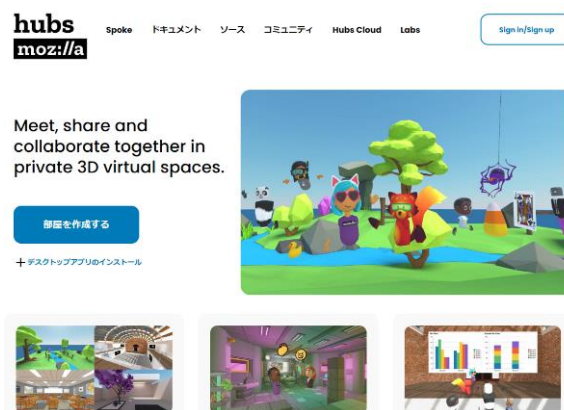 hubs
moz://a
Spoke ドキュメント ソース コミュニティ Hubs Cloud Labs
Sign in/Sign up
Meet, share and
collaborate together in
private 3D virtual spaces.
部屋を作成する
+ デスクトップアプリのインストール